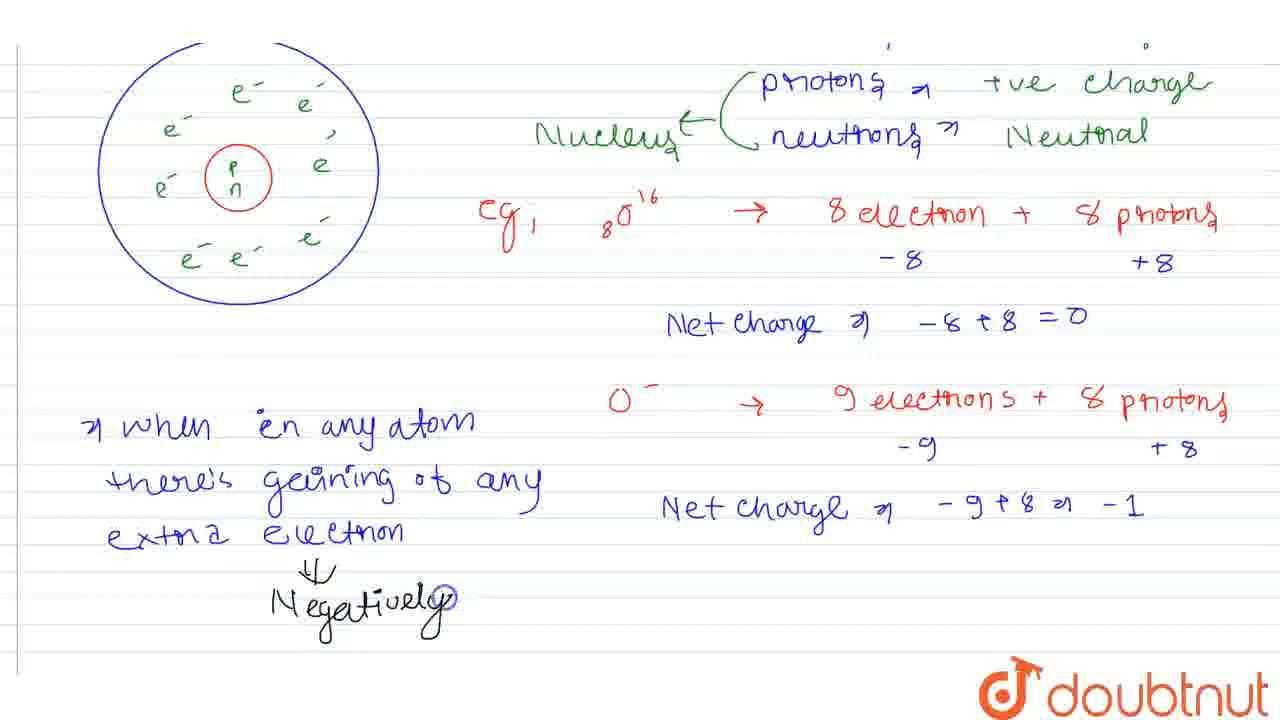 e⁻ e⁻
e⁻
e⁻ e
e⁻
e⁻ e⁻
p
n
protons ⇒ +ve charge
Nucleus ← neutrons ⇒ Neutral
eg, ₈O¹⁶ → 8 electron + 8 protons
-8 +8
Net charge ⇒ -8 + 8 = 0
O⁻ → 9 electrons + 8 protons
-9 +8
Net charge ⇒ -9 + 8 ⇒ -1
⇒ when in any atom
there's gaining of any
extra electron
⇓
Negatively
doubtnut